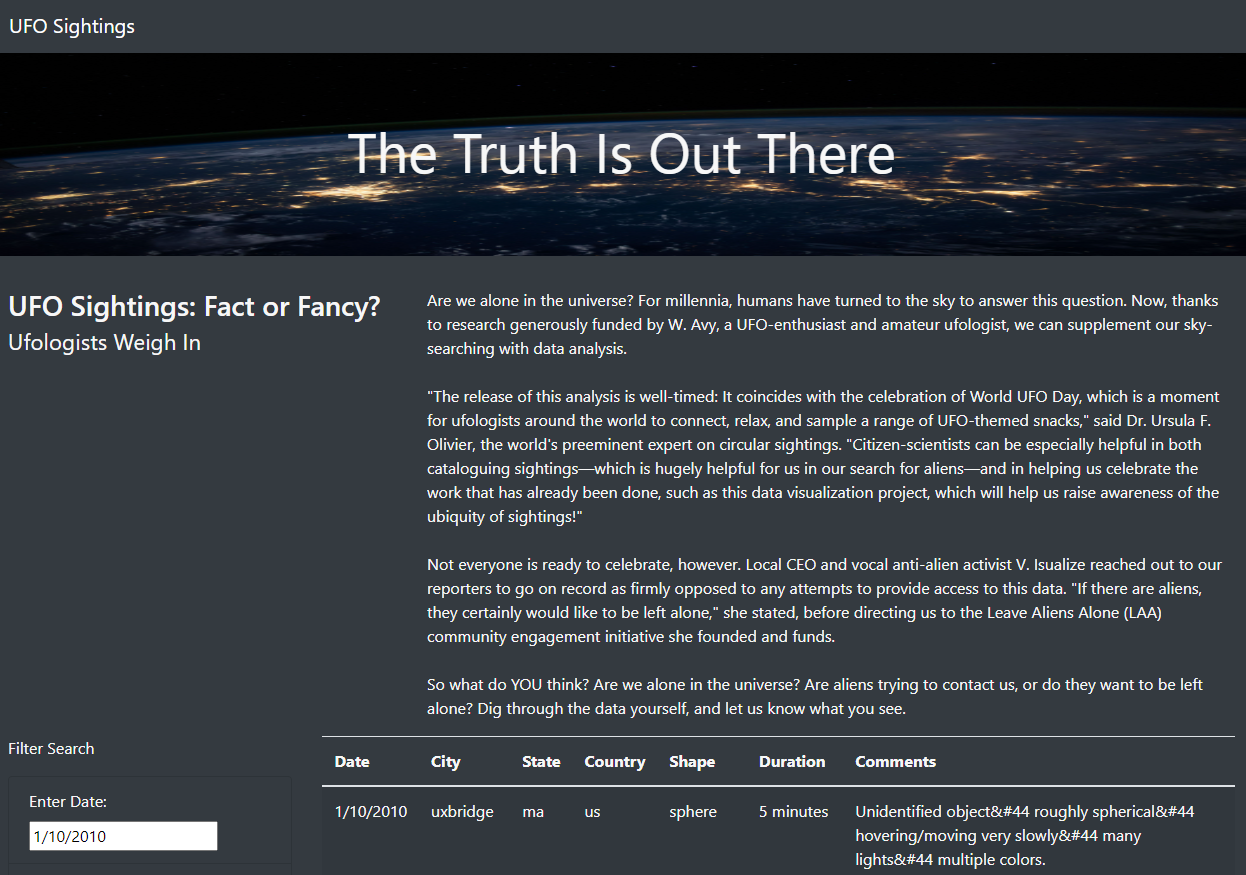 UFO Sightings
The Truth Is Out There
UFO Sightings: Fact or Fancy?
Ufologists Weigh In
Are we alone in the universe? For millennia, humans have turned to the sky to answer this question. Now, thanks
to research generously funded by W. Avy, a UFO-enthusiast and amateur ufologist, we can supplement our sky-
searching with data analysis.
"The release of this analysis is well-timed: It coincides with the celebration of World UFO Day, which is a moment
for ufologists around the world to connect, relax, and sample a range of UFO-themed snacks," said Dr. Ursula F.
Olivier, the world's preeminent expert on circular sightings. "Citizen-scientists can be especially helpful in both
cataloguing sightings—which is hugely helpful for us in our search for aliens—and in helping us celebrate the
work that has already been done, such as this data visualization project, which will help us raise awareness of the
ubiquity of sightings!"
Not everyone is ready to celebrate, however. Local CEO and vocal anti-alien activist V. Isualize reached out to our
reporters to go on record as firmly opposed to any attempts to provide access to this data. "If there are aliens,
they certainly would like to be left alone," she stated, before directing us to the Leave Aliens Alone (LAA)
community engagement initiative she founded and funds.
So what do YOU think? Are we alone in the universe? Are aliens trying to contact us, or do they want to be left
alone? Dig through the data yourself, and let us know what you see.
Filter Search
Enter Date:
1/10/2010
Date City State Country Shape Duration Comments
1/10/2010 uxbridge ma us sphere 5 minutes Unidentified object&#44 roughly spherical&#44
hovering/moving very slowly&#44 many
lights&#44 multiple colors.